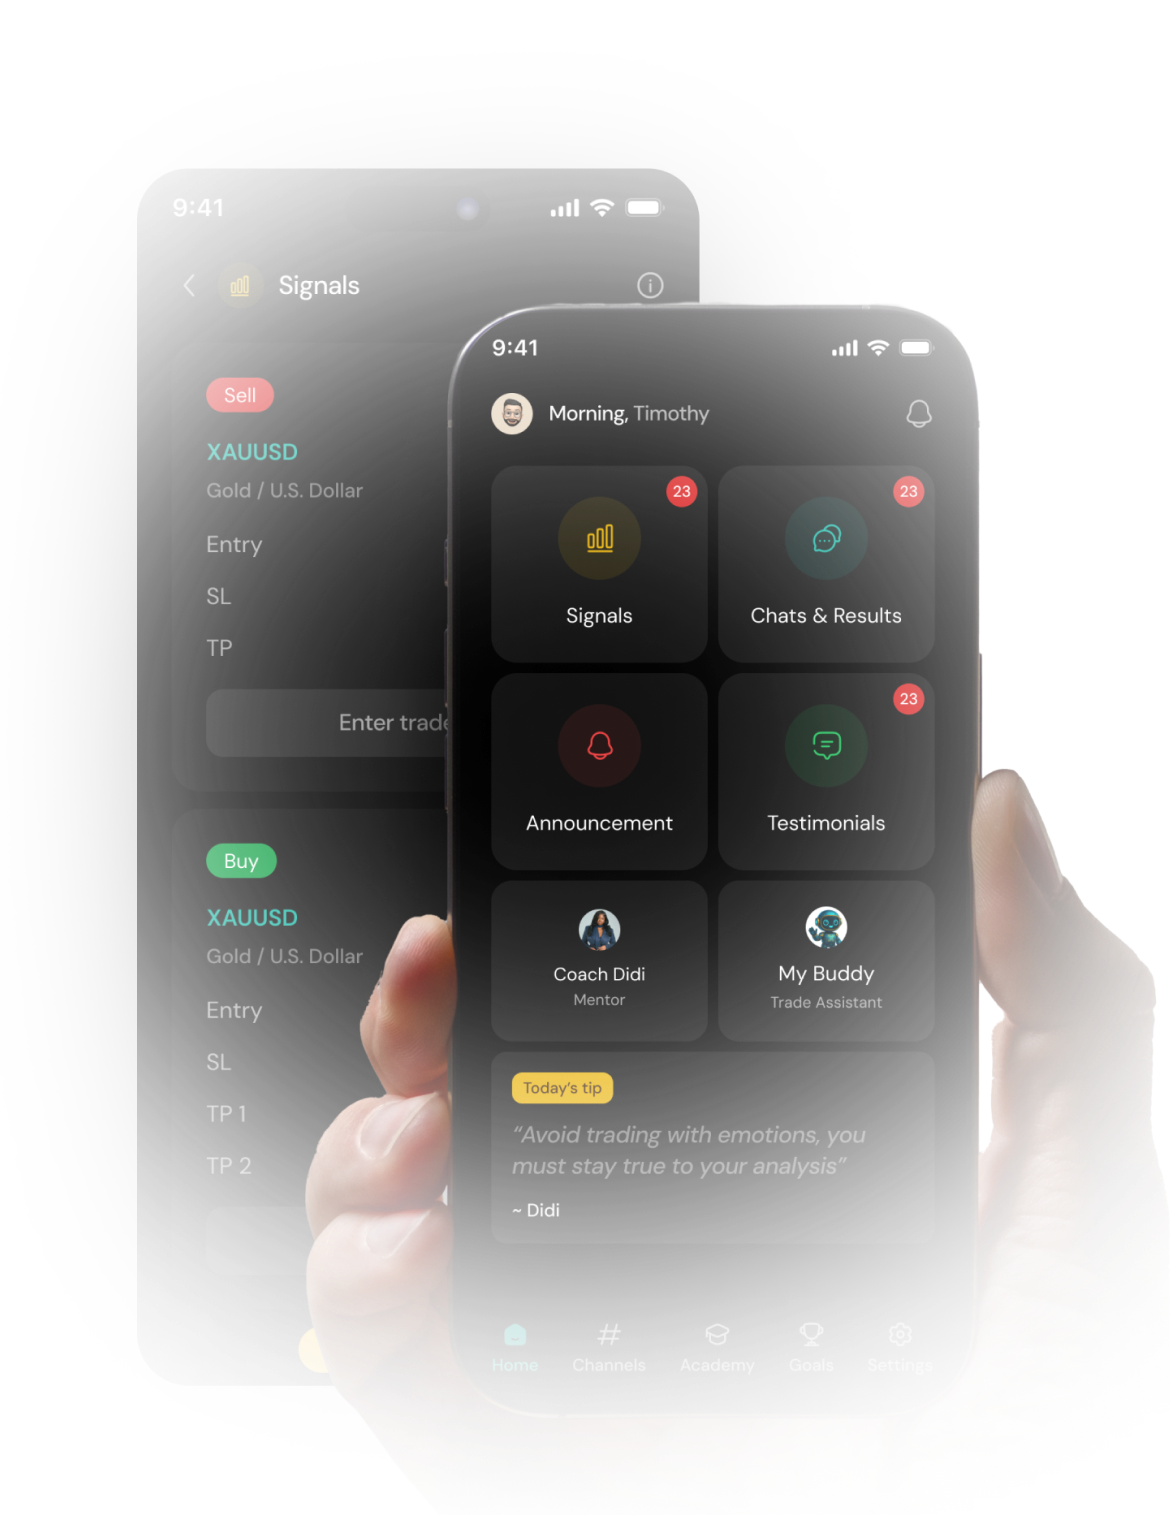 9:41
Signals
Sell
XAUUSD
Gold / U.S. Dollar
Entry
SL
TP
Enter trade
Buy
XAUUSD
Gold / U.S. Dollar
Entry
SL
TP 1
TP 2
9:41
Morning, Timothy
23
23
Signals
Chats & Results
23
Announcement
Testimonials
Coach Didi
My Buddy
Mentor
Trade Assistant
Today's tip
“Avoid trading with emotions, you
must stay true to your analysis”
~ Didi
Home
Channels
Academy
Goals
Settings